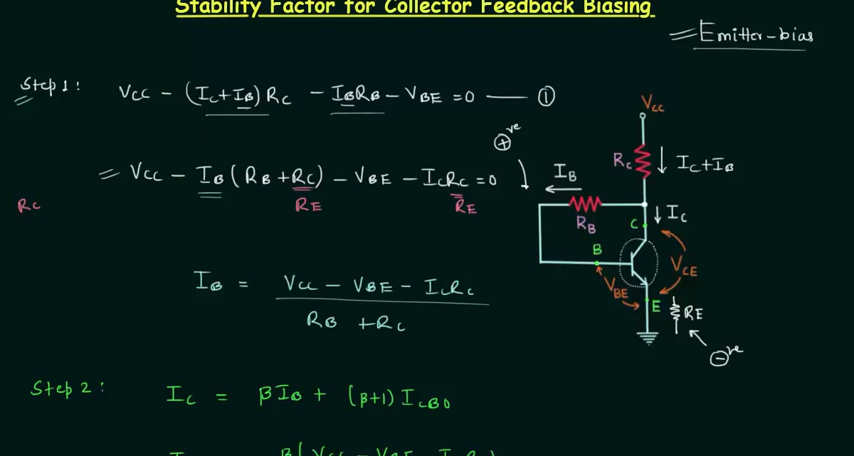 Stability Factor for Collector Feedback Biasing
Emitter-bias
Step 1: VCC - (IC+IB)RC - IBRB - VBE = 0 —— ①
= VCC - IB(RB+RC) - VBE - ICRC = 0
RC RE RE
IB = VCC - VBE - ICRC
RB + RC
Step 2: IC = βIB + (β+1)ICBO
VCC
RC IC+IB
⊕ve
IB
IC
RB
C
B
VCE
VBE
E RE
⊖ve